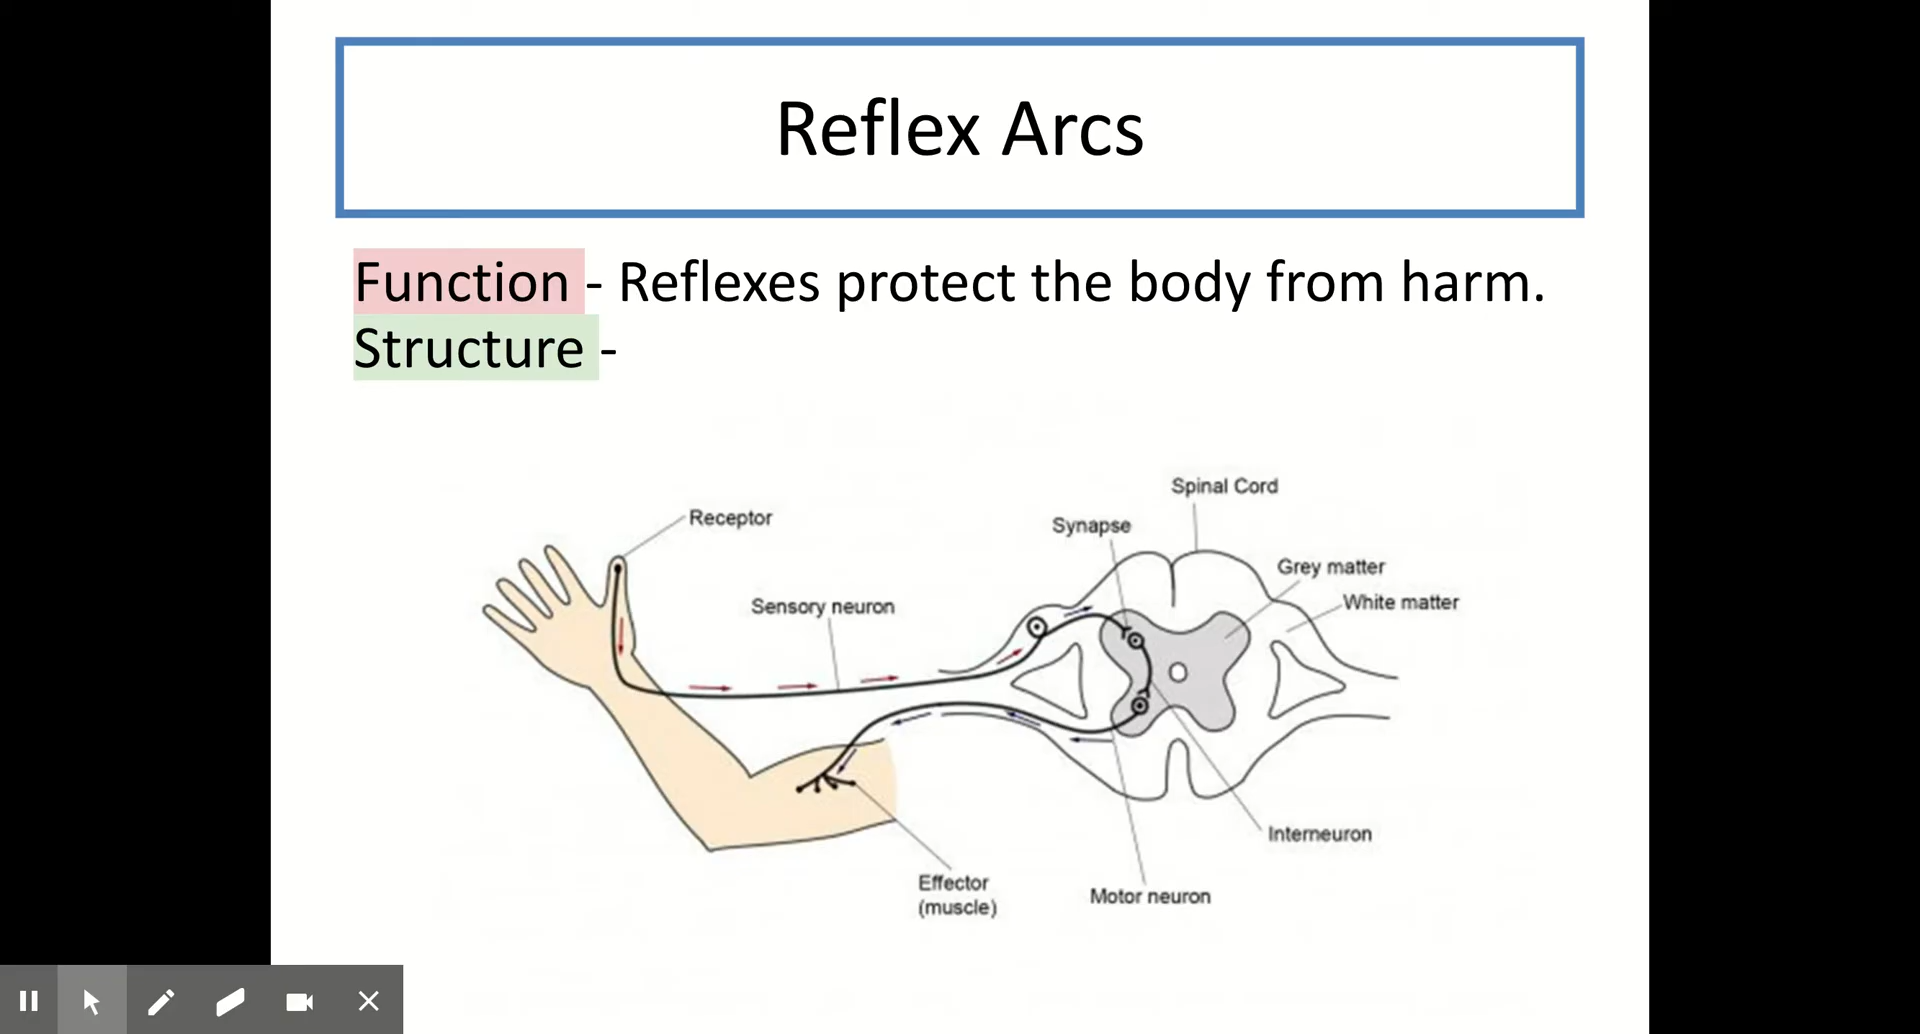 Reflex Arcs
Function - Reflexes protect the body from harm.
Structure -
Spinal Cord
Receptor
Synapse
Grey matter
White matter
Sensory neuron
Interneuron
Effector
(muscle)
Motor neuron